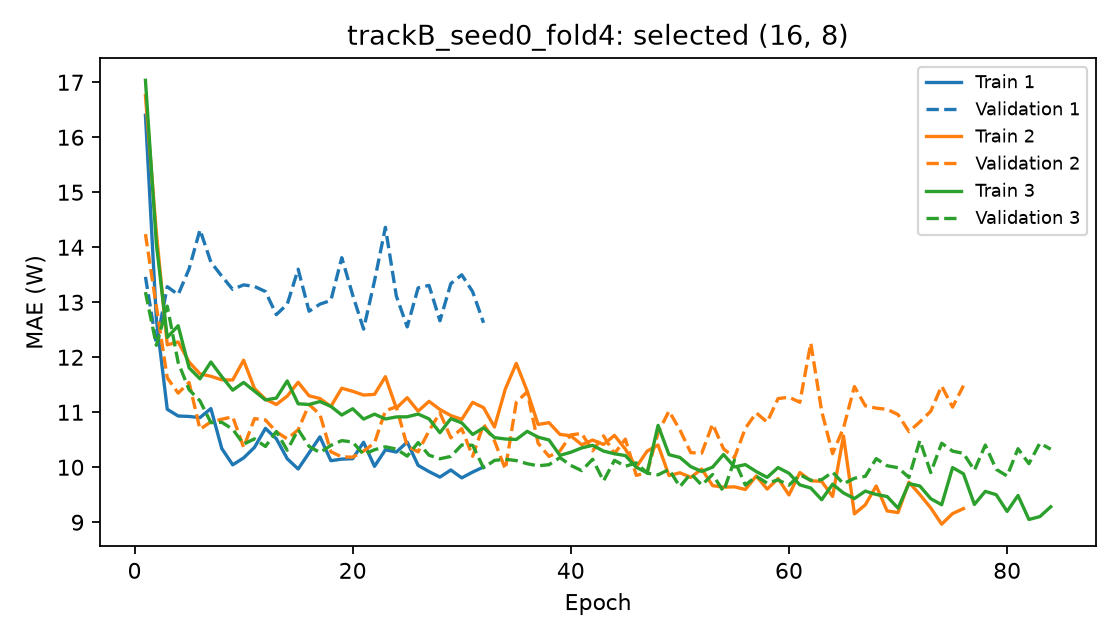 trackB_seed0_fold4: selected (16, 8)
17
16
15
14
13
12
11
10
9
MAE (W)
0
20
40
60
80
Epoch
Train 1
Validation 1
Train 2
Validation 2
Train 3
Validation 3